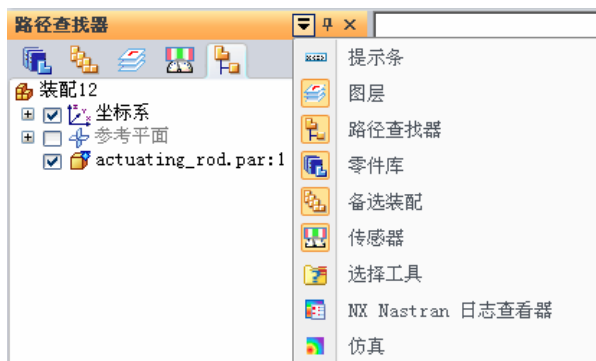 路径查找器
装配12
坐标系
参考平面
actuating_rod.par:1
提示条
图层
路径查找器
零件库
备选装配
传感器
选择工具
NX Nastran 日志查看器
仿真